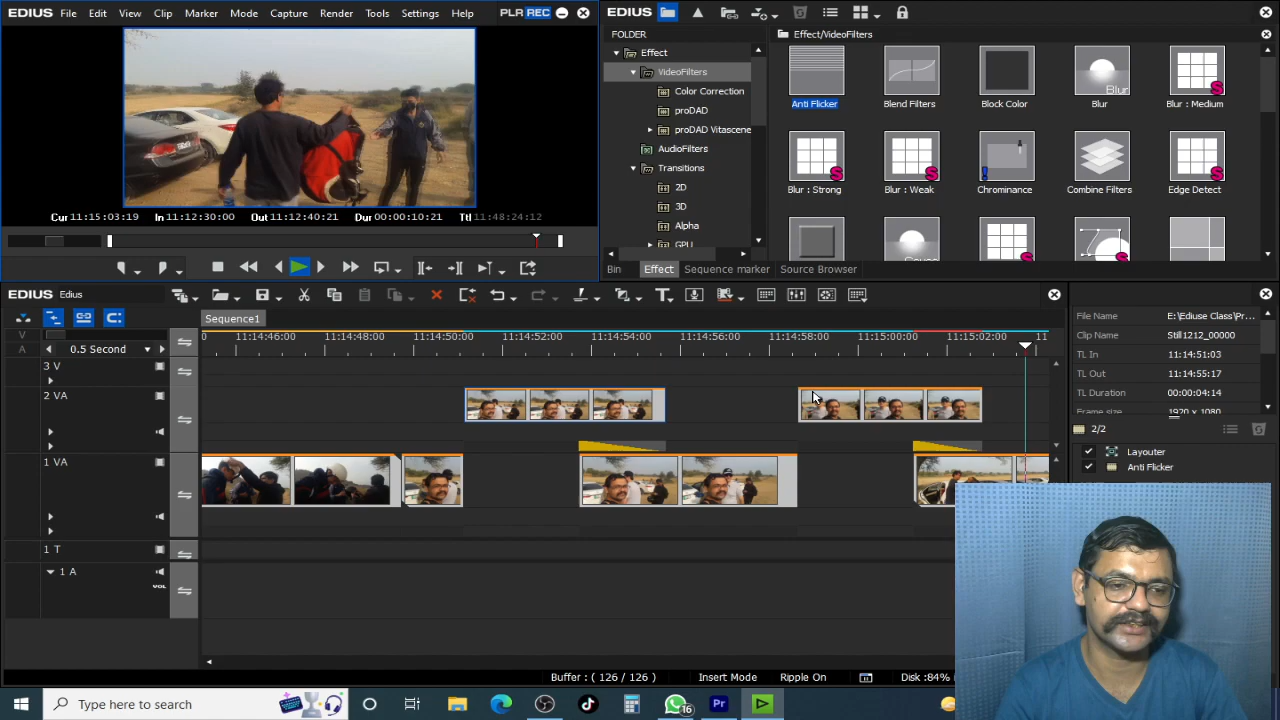 File Edit View Clip Marker Mode Capture Render Tools Settings Help PLR REC
Cur 11:15:03:19 In 11:12:30:00 Out 11:12:40:21 Dur 00:00:10:21 Ttl 11:48:24:12
EDIUS
FOLDER
Effect
VideoFilters
Color Correction
proDAD
proDAD Vitascene
AudioFilters
Transitions
2D
3D
Alpha
GPU
Effect/VideoFilters
Anti Flicker Blend Filters Block Color Blur Blur : Medium
Blur : Strong Blur : Weak Chrominance Combine Filters Edge Detect
Bin Effect Sequence marker Source Browser
EDIUS Edius
Sequence1
V
A
0.5 Second
11:14:46:00 11:14:48:00 11:14:50:00 11:14:52:00 11:14:54:00 11:14:56:00 11:14:58:00 11:15:00:00 11:15:02:00
3 V
2 VA
1 VA
1 T
1 A
VOL
File Name E:\Ediuse Class\Pr...
Clip Name Still1212_00000
TL In 11:14:51:03
TL Out 11:14:55:17
TL Duration 00:00:04:14
Frame size 1920 x 1080
2/2
Layouter
Anti Flicker
Buffer : ( 126 / 126 ) Insert Mode Ripple On Disk :84%
Type here to search
16
Pr